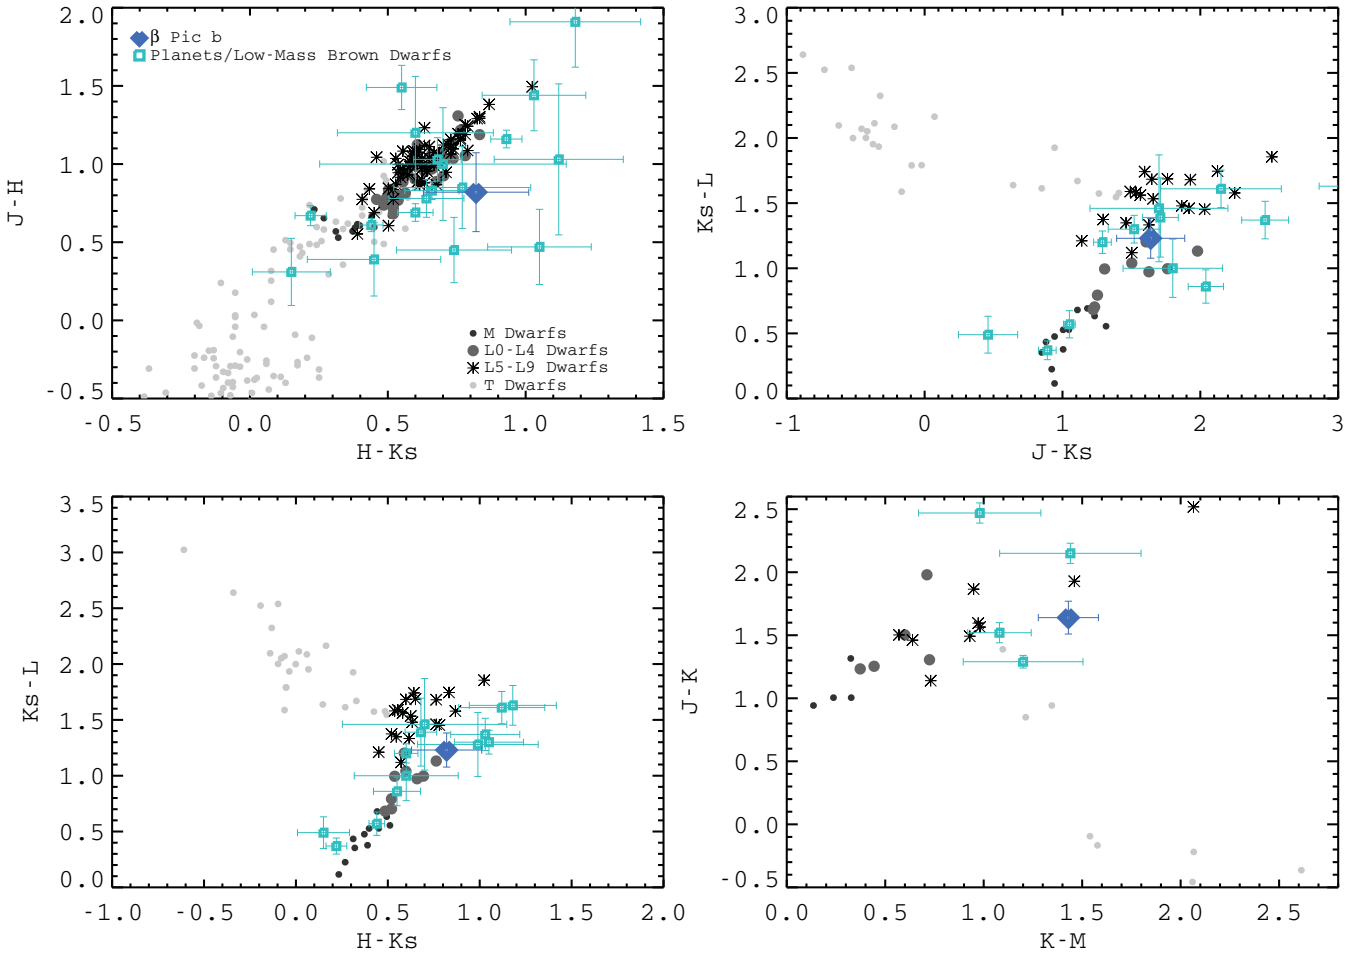 2.0
1.5
1.0
0.5
0.0
-0.5
J-H
β Pic b
Planets/Low-Mass Brown Dwarfs
M Dwarfs
L0-L4 Dwarfs
L5-L9 Dwarfs
T Dwarfs
-0.5 0.0 0.5 1.0 1.5
H-Ks
3.0
2.5
2.0
1.5
1.0
0.5
0.0
Ks-L
-1 0 1 2 3
J-Ks
3.5
3.0
2.5
2.0
1.5
1.0
0.5
0.0
Ks-L
-1.0 -0.5 0.0 0.5 1.0 1.5 2.0
H-Ks
2.5
2.0
1.5
1.0
0.5
0.0
-0.5
J-K
0.0 0.5 1.0 1.5 2.0 2.5
K-M